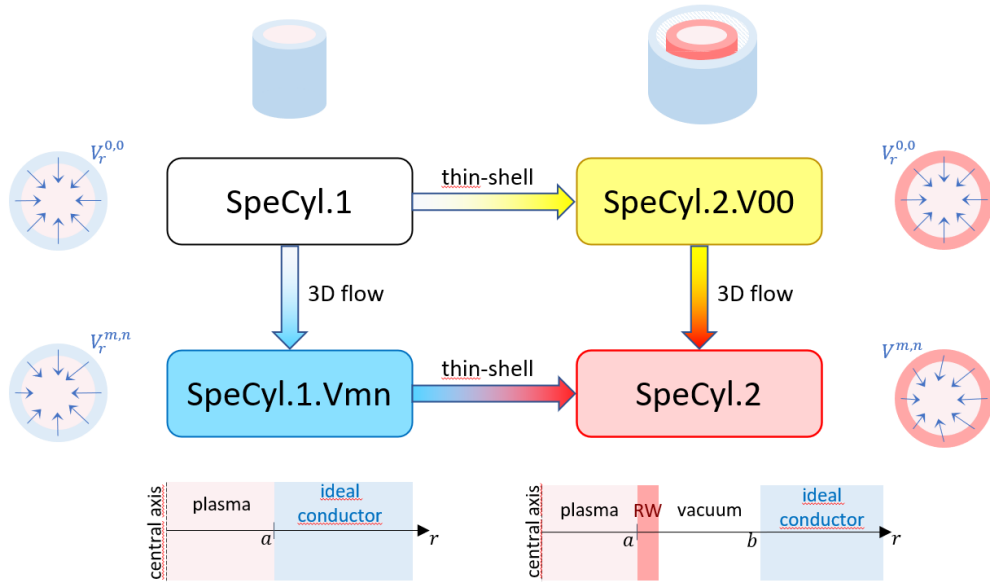 V_r^{0,0}
SpeCyl.1
thin-shell
SpeCyl.2.V00
V_r^{0,0}
3D flow
3D flow
V_r^{m,n}
SpeCyl.1.Vmn
thin-shell
SpeCyl.2
V^{m,n}
central axis
plasma
ideal
conductor
a
r
central axis
plasma
RW
vacuum
ideal
conductor
a
b
r